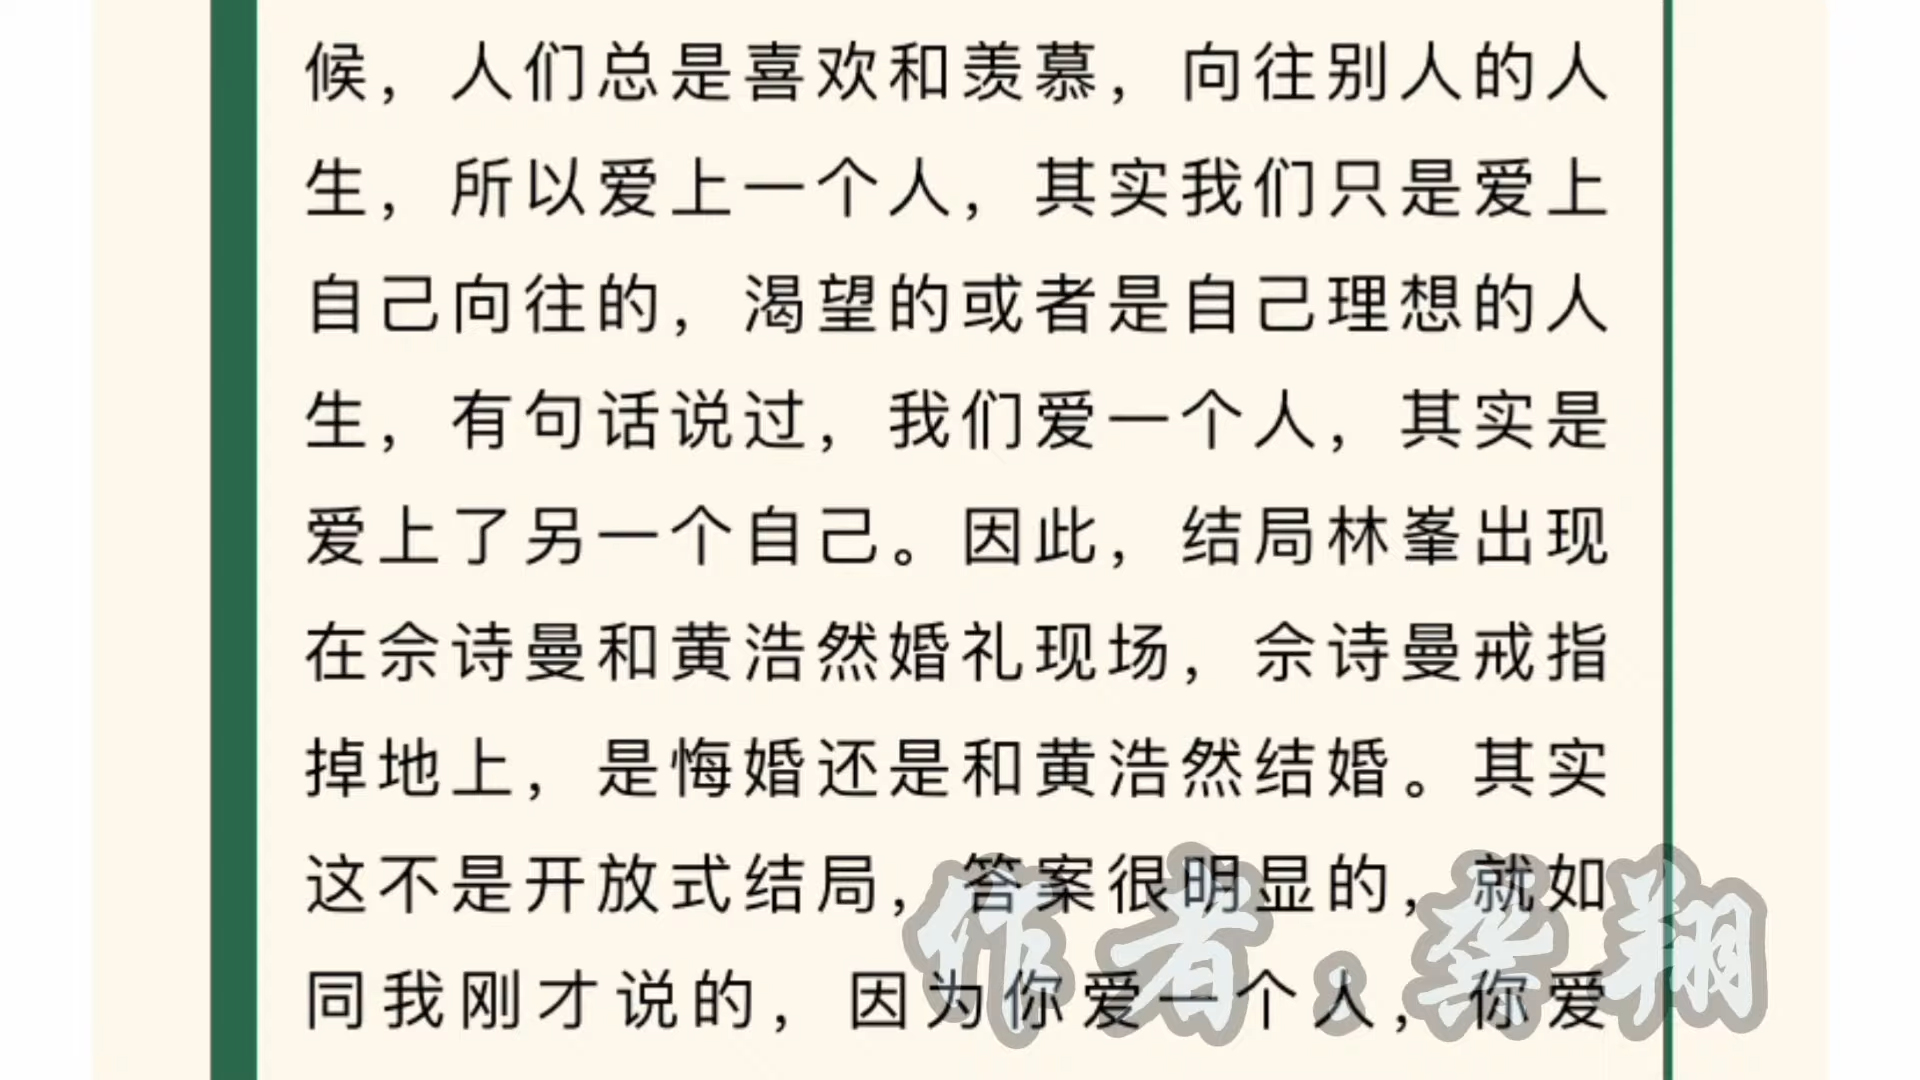 候，人们总是喜欢和羡慕，向往别人的人
生，所以爱上一个人，其实我们只是爱上
自己向往的，渴望的或者是自己理想的人
生，有句话说过，我们爱一个人，其实是
爱上了另一个自己。因此，结局林峯出现
在佘诗曼和黄浩然婚礼现场，佘诗曼戒指
掉地上，是悔婚还是和黄浩然结婚。其实
这不是开放式结局，答案很明显的，就如
同我刚才说的，因为你爱一个人，你爱
作者：龚翔